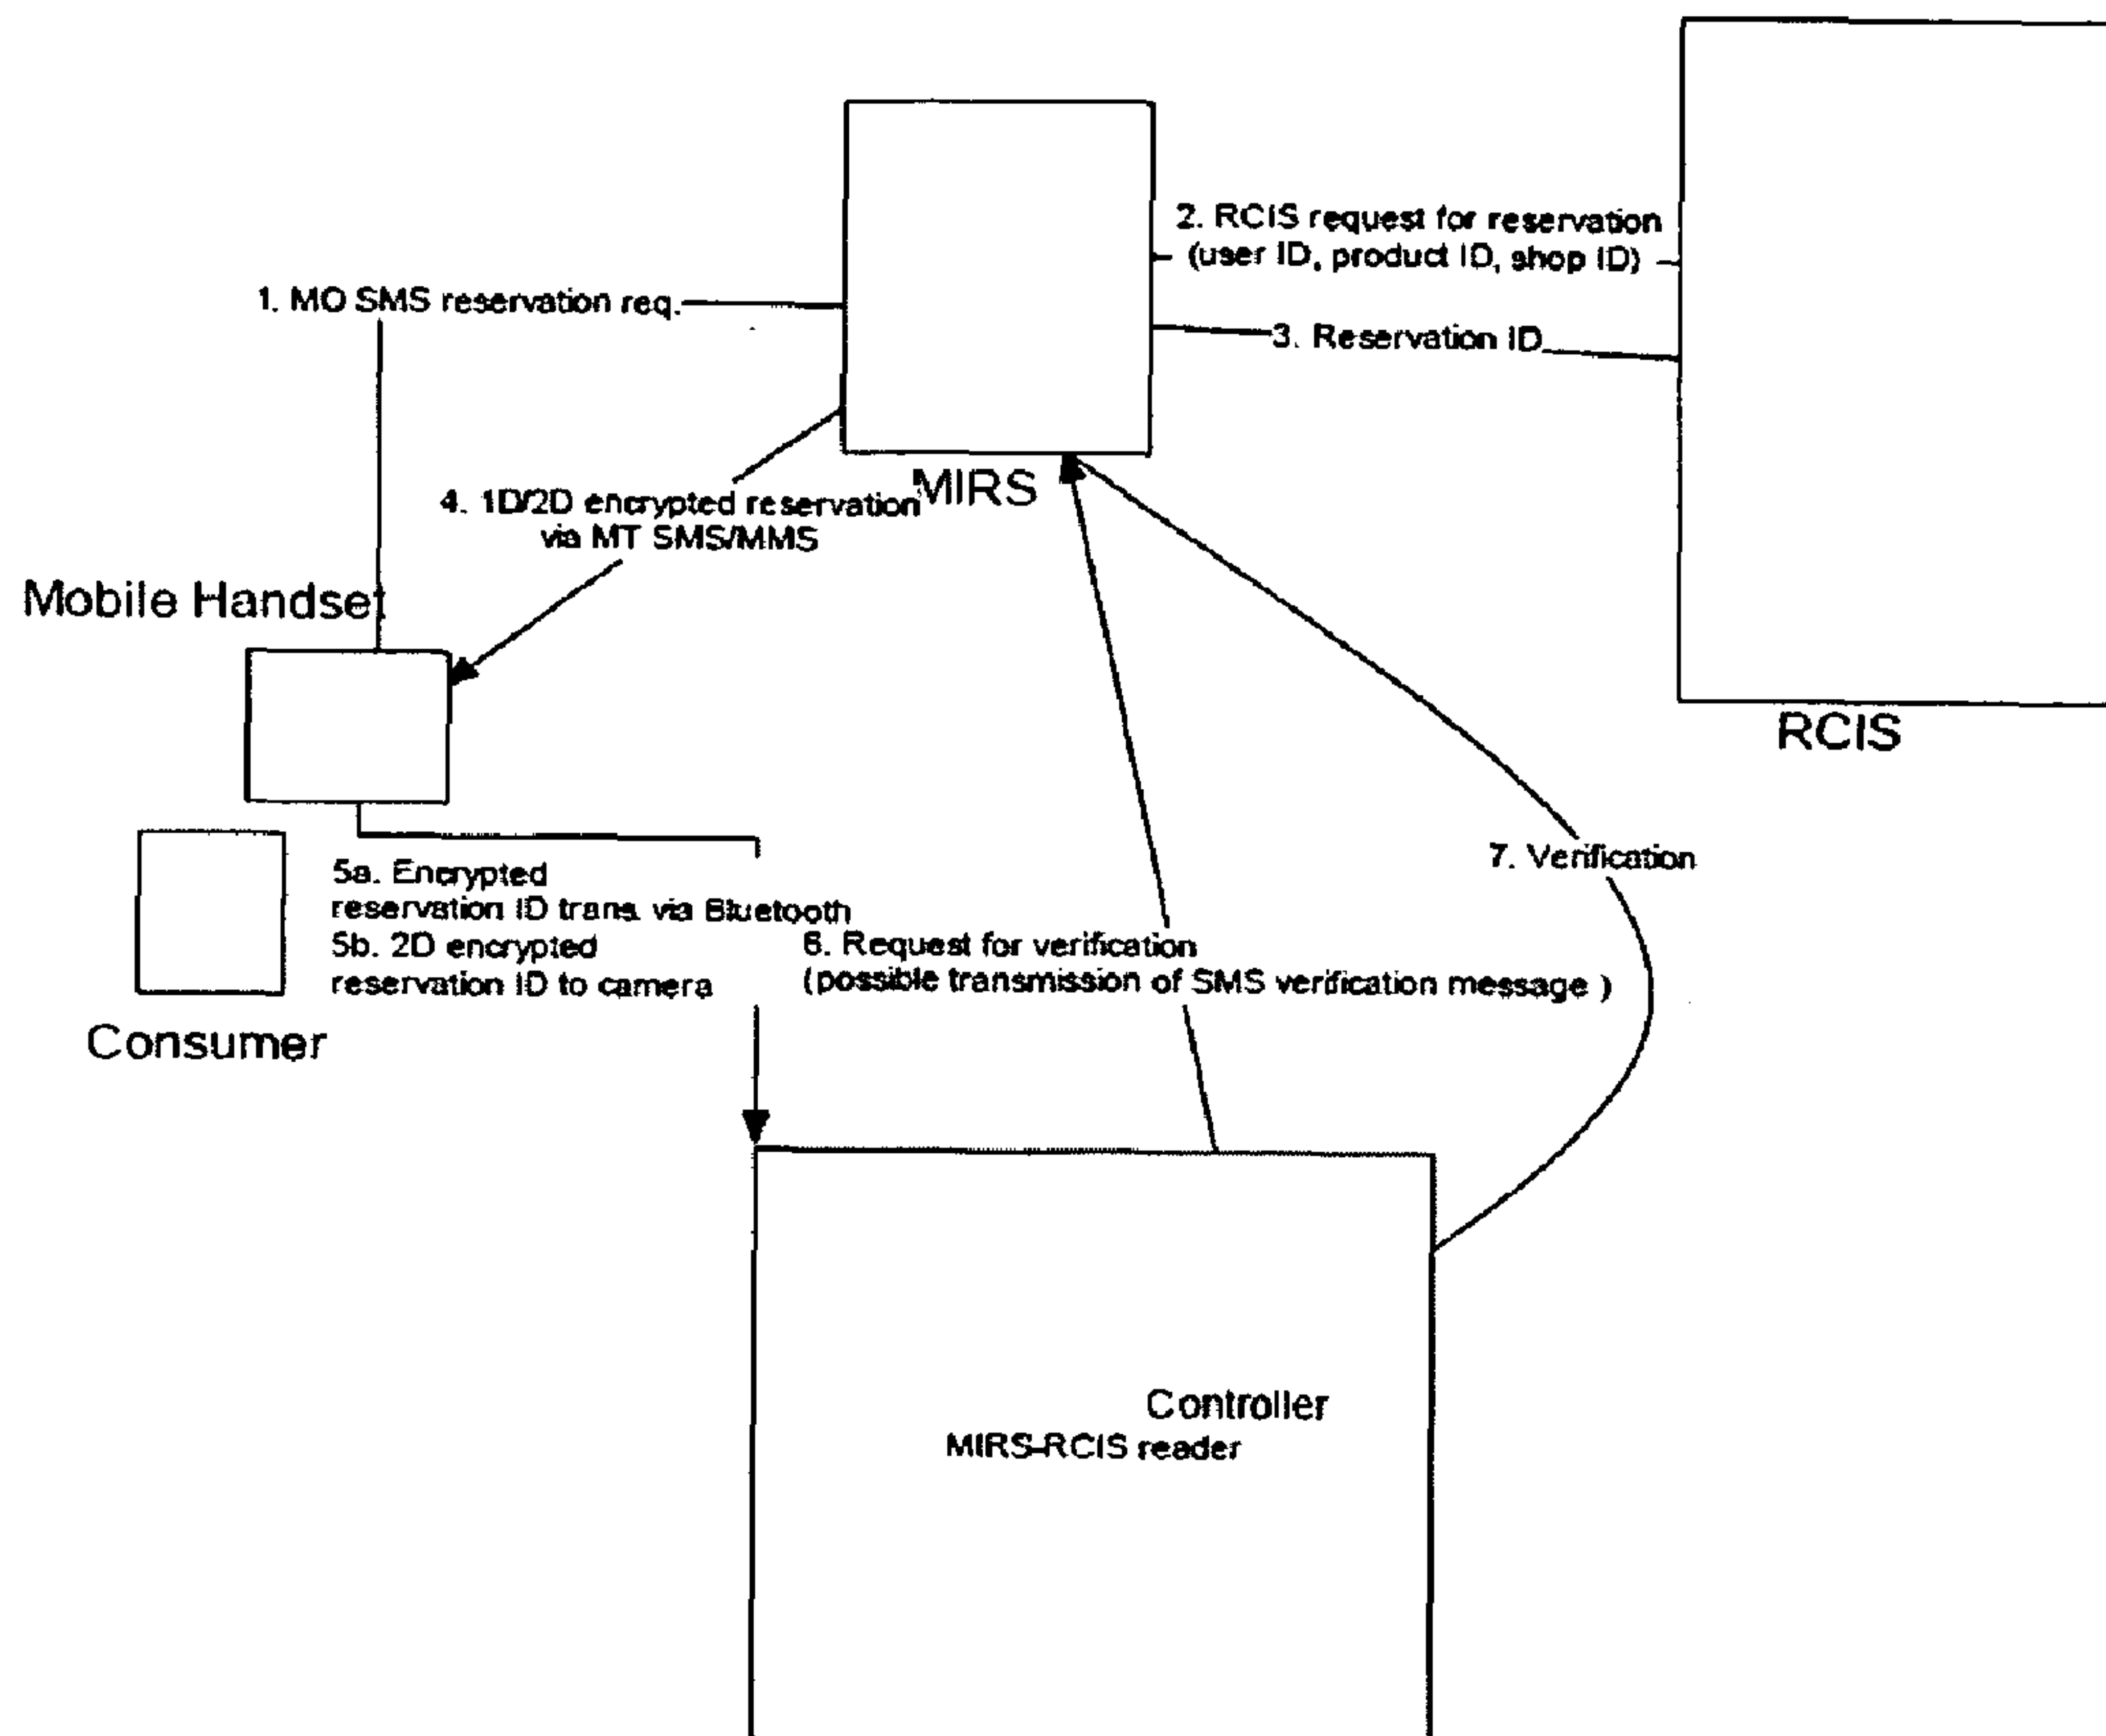 2. RCIS request for reservation
(user ID, product ID, shop ID)
1. MO SMS reservation req.
3. Reservation ID
MIRS
4. 1D/2D encrypted reservation
via MT SMS/MMS
Mobile Handset
RCIS
7. Verification
5a. Encrypted
reservation ID trans. via Bluetooth
5b. 2D encrypted
reservation ID to camera
6. Request for verification
(possible transmission of SMS verification message )
Consumer
Controller
MIRS-RCIS reader